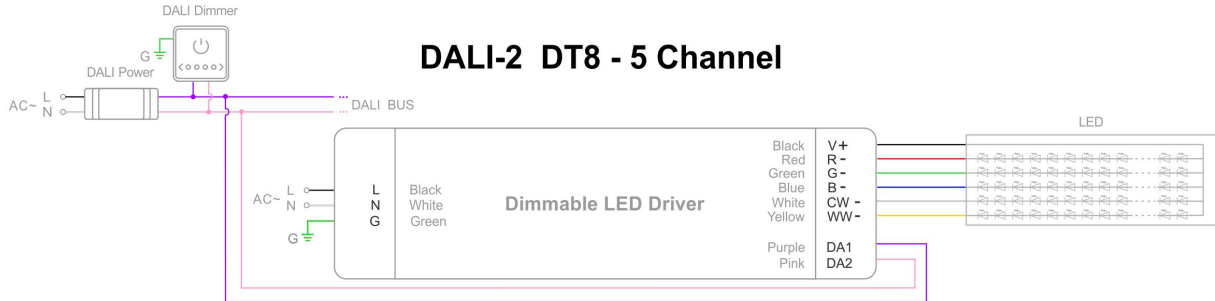 DALI Dimmer
DALI-2 DT8 - 5 Channel
G
DALI Power
AC~ L
N
DALI BUS
LED
Black V+
Red R-
Green G-
Blue B-
White CW -
Yellow WW-
AC~ L L Black
N N White
G Green
G
Dimmable LED Driver
Purple DA1
Pink DA2